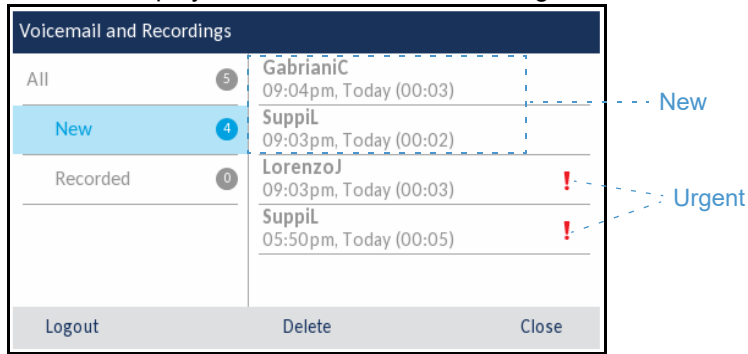 Voicemail and Recordings
All 5
New 4
Recorded 0
GabrianiC
09:04pm, Today (00:03)
SuppiL
09:03pm, Today (00:02)
LorenzoJ
09:03pm, Today (00:03)
!
SuppiL
05:50pm, Today (00:05)
!
New
Urgent
Logout Delete Close